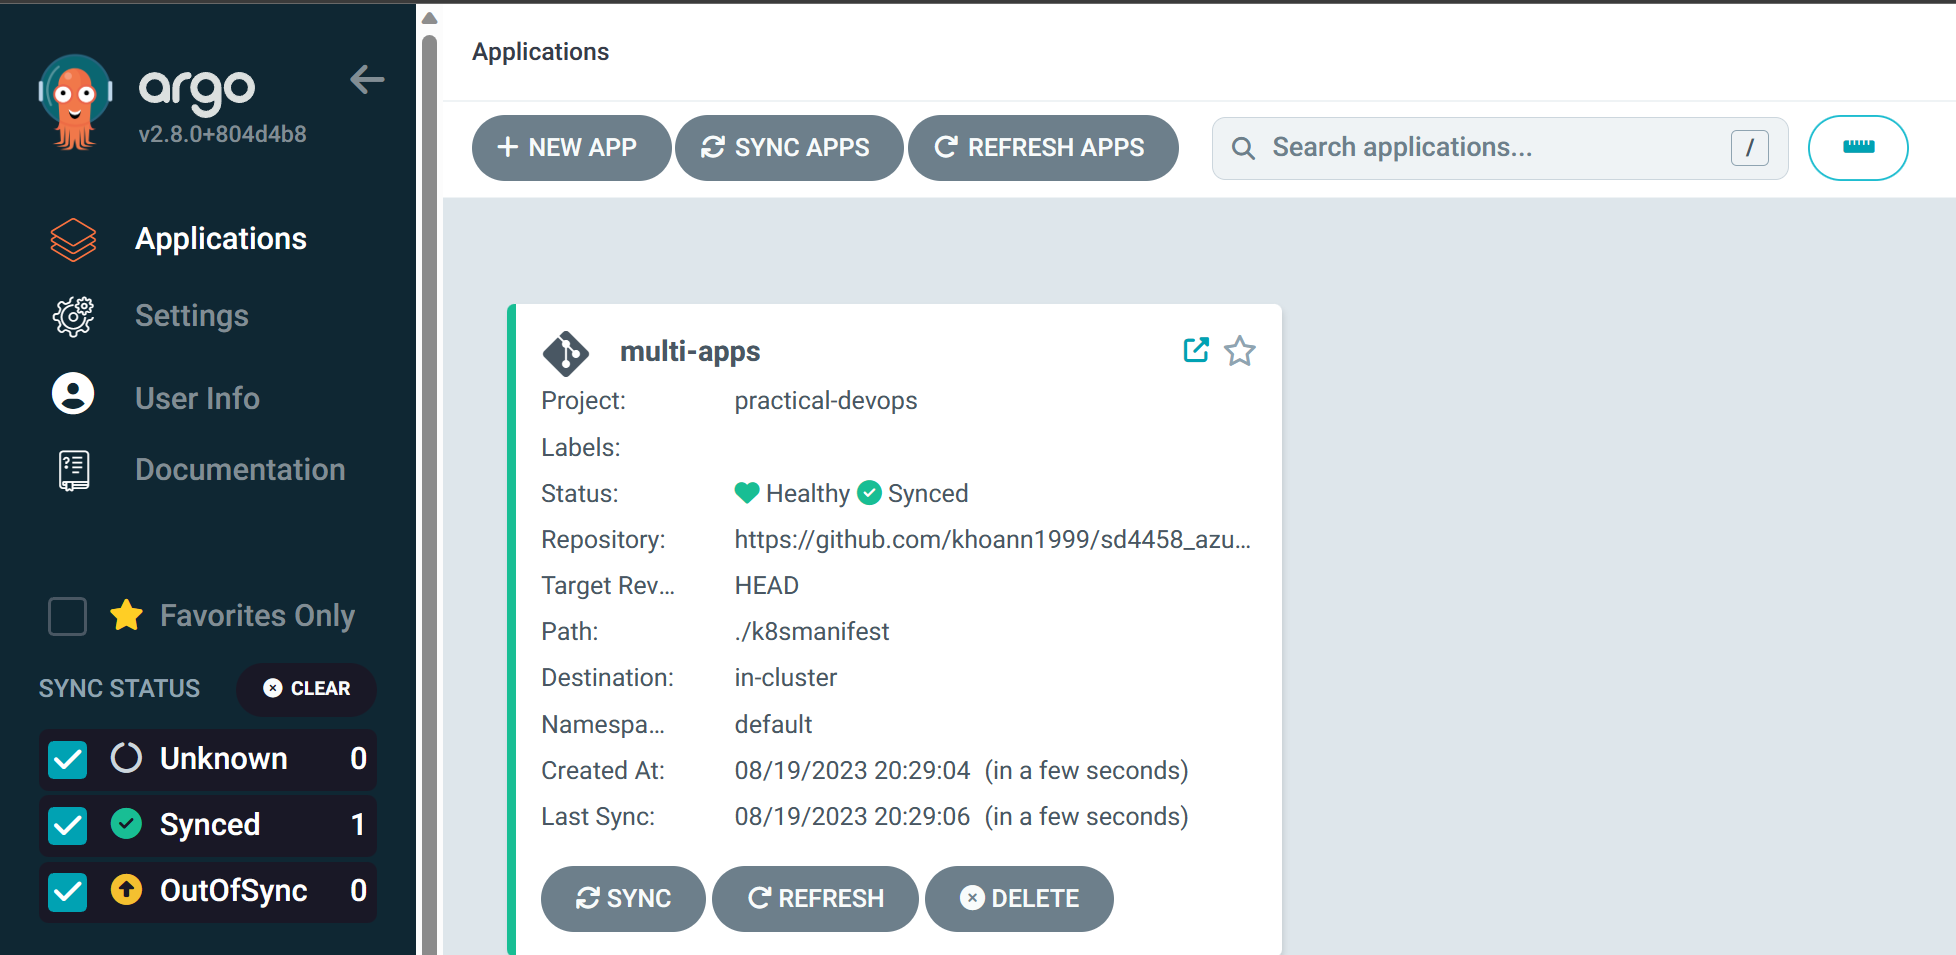 argo
v2.8.0+804d4b8
Applications
Settings
User Info
Documentation
Favorites Only
SYNC STATUS CLEAR
Unknown 0
Synced 1
OutOfSync 0
Applications
NEW APP SYNC APPS REFRESH APPS Search applications... /
multi-apps
Project: practical-devops
Labels:
Status: Healthy Synced
Repository: https://github.com/khoann1999/sd4458_azu...
Target Rev... HEAD
Path: ./k8smanifest
Destination: in-cluster
Namespa... default
Created At: 08/19/2023 20:29:04 (in a few seconds)
Last Sync: 08/19/2023 20:29:06 (in a few seconds)
SYNC REFRESH DELETE